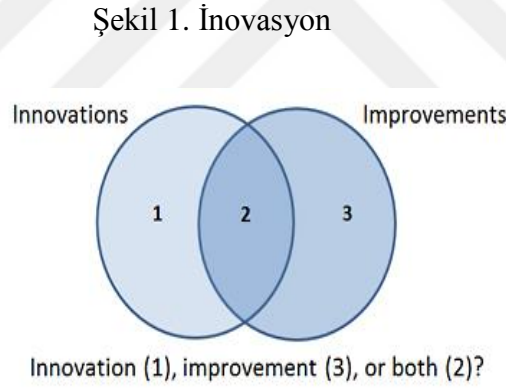 Şekil 1. İnovasyon
Innovations Improvements
1 2 3
Innovation (1), improvement (3), or both (2)?